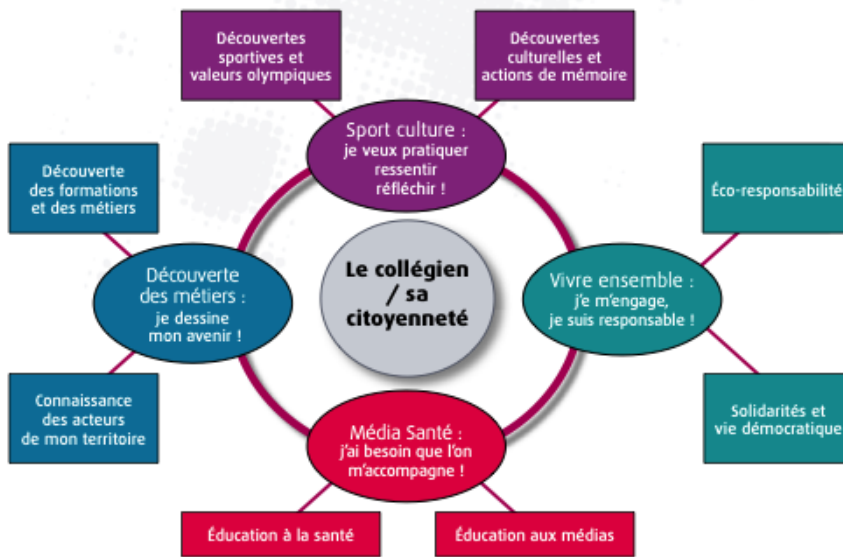 Découvertes
sportives et
valeurs olympiques
Découvertes
culturelles et
actions de mémoire
Sport culture :
je veux pratiquer
ressentir
réfléchir !
Découverte
des formations
et des métiers
Éco-responsabilité
Découverte
des métiers :
je dessine
mon avenir !
Le collégien
/ sa
citoyenneté
Vivre ensemble :
j'e m'engage,
je suis responsable !
Connaissance
des acteurs
de mon territoire
Solidarités et
vie démocratique
Média Santé :
j'ai besoin que l'on
m'accompagne !
Éducation à la santé
Éducation aux médias